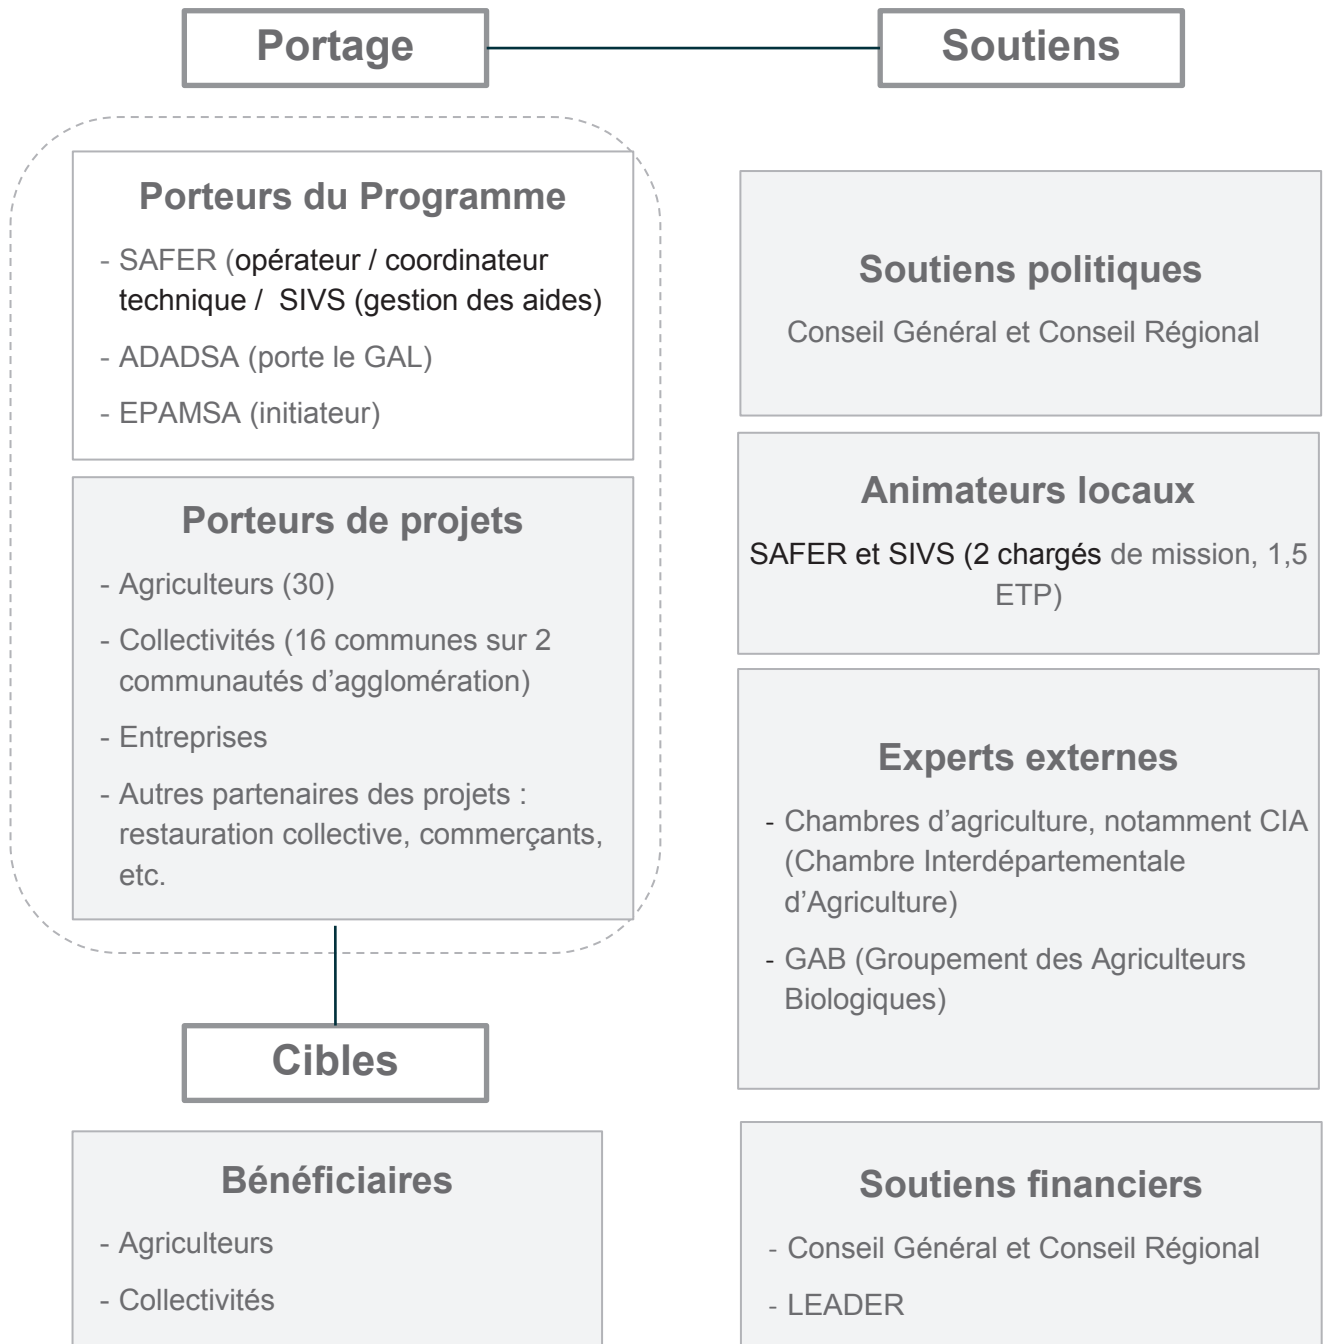 Portage
Soutiens
Porteurs du Programme
- SAFER (opérateur / coordinateur
technique /  SIVS (gestion des aides)
- ADADSA (porte le GAL)
- EPAMSA (initiateur)
Porteurs de projets
- Agriculteurs (30)
- Collectivités (16 communes sur 2
communautés d’agglomération)
- Entreprises
- Autres partenaires des projets :
restauration collective, commerçants,
etc.
Cibles
Bénéficiaires
- Agriculteurs
- Collectivités
Soutiens politiques
Conseil Général et Conseil Régional
Animateurs locaux
SAFER et SIVS (2 chargés de mission, 1,5
ETP)
Experts externes
- Chambres d’agriculture, notamment CIA
(Chambre Interdépartementale
d’Agriculture)
- GAB (Groupement des Agriculteurs
Biologiques)
Soutiens financiers
- Conseil Général et Conseil Régional
- LEADER